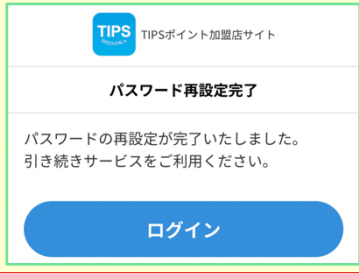 TIPS
TIPSポイント加盟店サイト
パスワード再設定完了
パスワードの再設定が完了いたしました。
引き続きサービスをご利用ください。
ログイン